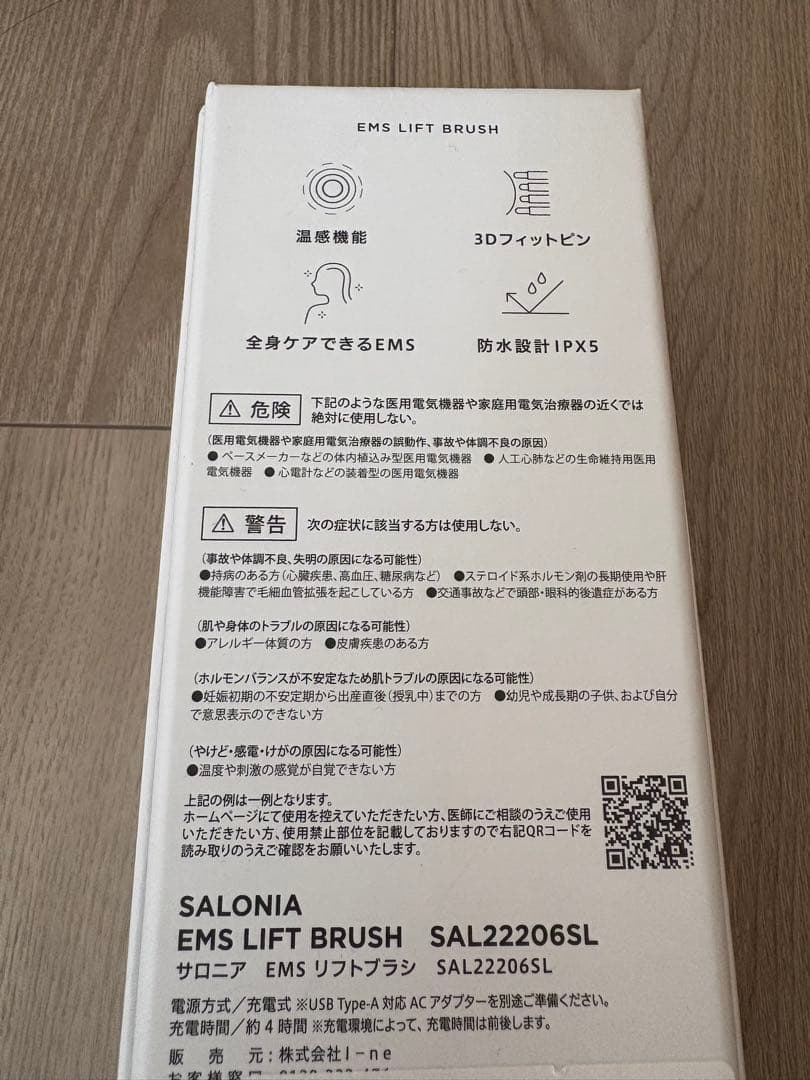 EMS LIFT BRUSH
温感機能
3Dフィットピン
全身ケアできるEMS
防水設計IPX5
⚠ 危険
下記のような医用電気機器や家庭用電気治療器の近くでは
絶対に使用しない。
(医用電気機器や家庭用電気治療器の誤動作、事故や体調不良の原因)
●ペースメーカーなどの体内植込み型医用電気機器 ●人工心肺などの生命維持用医用
電気機器 ●心電計などの装着型の医用電気機器
⚠ 警告
次の症状に該当する方は使用しない。
(事故や体調不良、失明の原因になる可能性)
●持病のある方(心臓疾患、高血圧、糖尿病など) ●ステロイド系ホルモン剤の長期使用や肝
機能障害で毛細血管拡張を起こしている方 ●交通事故などで頭部・眼科的後遺症がある方
(肌や身体のトラブルの原因になる可能性)
●アレルギー体質の方 ●皮膚疾患のある方
(ホルモンバランスが不安定なため肌トラブルの原因になる可能性)
●妊娠初期の不安定期から出産直後(授乳中)までの方 ●幼児や成長期の子供、および自分
で意思表示のできない方
(やけど・感電・けがの原因になる可能性)
●温度や刺激の感覚が自覚できない方
上記の例は一例となります。
ホームページにて使用を控えていただきたい方、医師にご相談のうえご使用
いただきたい方、使用禁止部位を記載しておりますので右記QRコードを
読み取りのうえご確認をお願いいたします。
SALONIA
EMS LIFT BRUSH SAL22206SL
サロニア EMS リフトブラシ SAL22206SL
電源方式/充電式 ※USB Type-A 対応 AC アダプターを別途ご準備ください。
充電時間/約4時間 ※充電環境によって、充電時間は前後します。
販売元:株式会社I-ne
お客様窓口